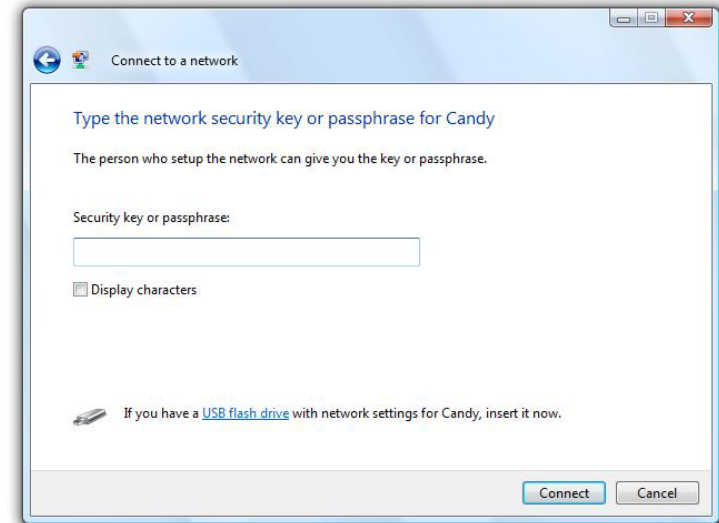 Connect to a network
Type the network security key or passphrase for Candy
The person who setup the network can give you the key or passphrase.
Security key or passphrase:
Display characters
If you have a USB flash drive with network settings for Candy, insert it now.
Connect Cancel